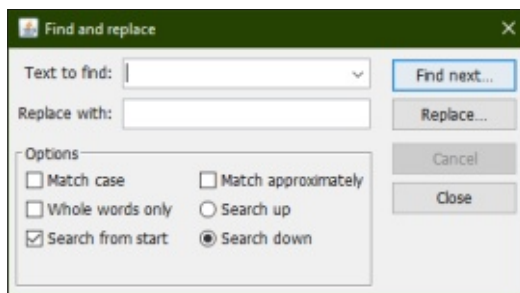 Find and replace
Text to find:
Find next...
Replace with:
Replace...
Options
Cancel
Match case
Match approximately
Close
Whole words only
Search up
Search from start
Search down